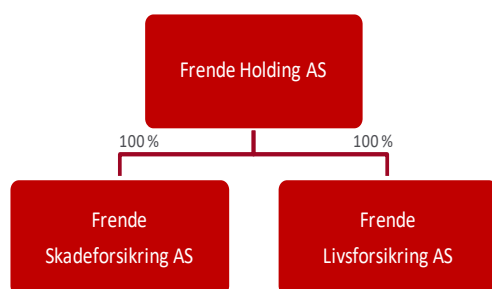 Frende Holding AS
100 %
100 %
Frende
Skadeforsikring AS
Frende
Livsforsikring AS